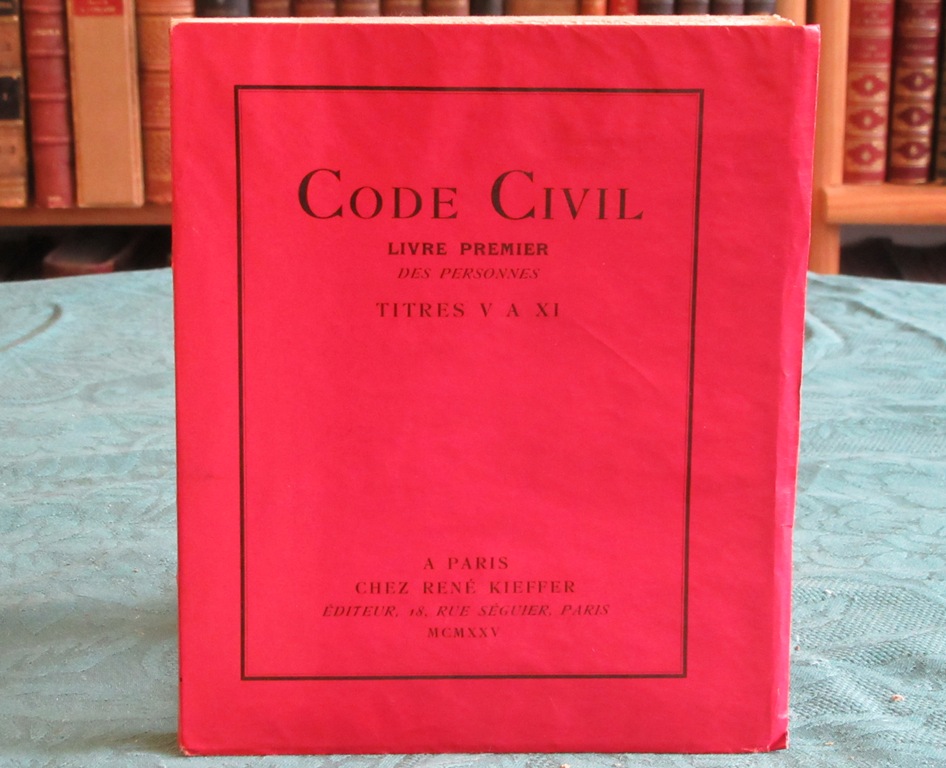 CODE CIVIL
LIVRE PREMIER
DES PERSONNES
TITRES V A XI
A PARIS
CHEZ RENÉ KIEFFER
ÉDITEUR, 18, RUE SÉGUIER, PARIS
MCMXXV